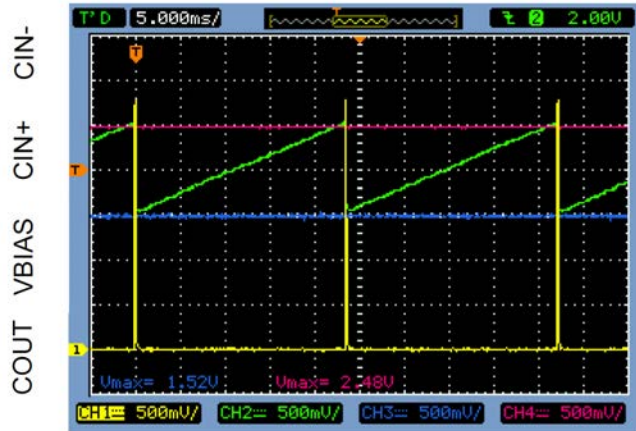 T'D 5.000ms/ T 2 2.00V
CIN-
CIN+
VBIAS
COUT
T
T
1
Vmax= 1.52V Vmax= 2.48V
CH1 500mV/ CH2 500mV/ CH3 500mV/ CH4 500mV/